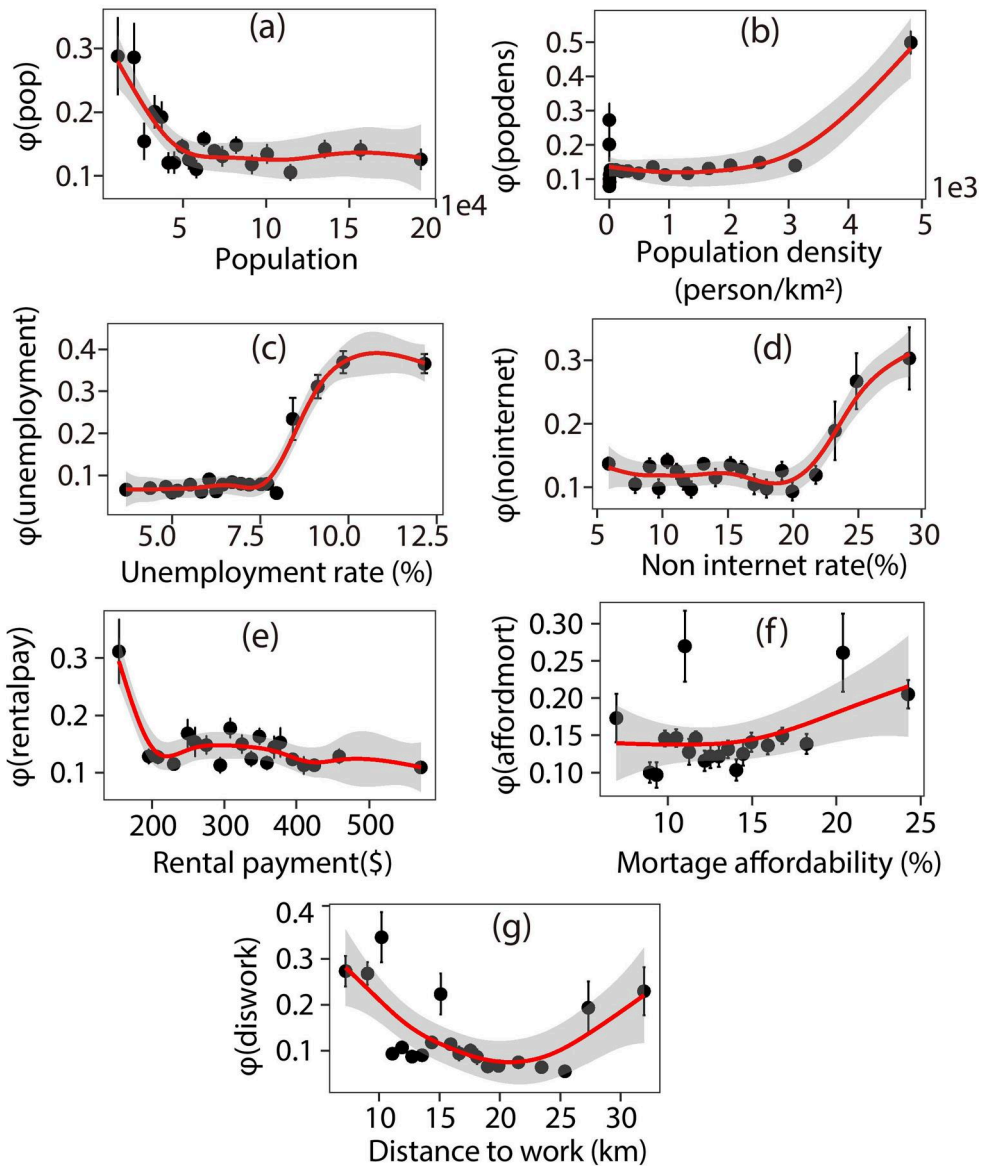 (a)
φ(pop)
0.3
0.2
0.1
5 10 15 20
1e4
Population
(b)
φ(popdens)
0.5
0.4
0.3
0.2
0.1
0 1 2 3 4 5
1e3
Population density
(person/km²)
(c)
φ(unemployment)
0.4
0.3
0.2
0.1
5.0 7.5 10.0 12.5
Unemployment rate (%)
(d)
φ(nointernet)
0.3
0.2
0.1
5 10 15 20 25 30
Non internet rate(%)
(e)
φ(rentalpay)
0.3
0.2
0.1
200 300 400 500
Rental payment($)
(f)
φ(affordmort)
0.30
0.25
0.20
0.15
0.10
10 15 20 25
Mortage affordability (%)
(g)
φ(diswork)
0.4
0.3
0.2
0.1
10 15 20 25 30
Distance to work (km)